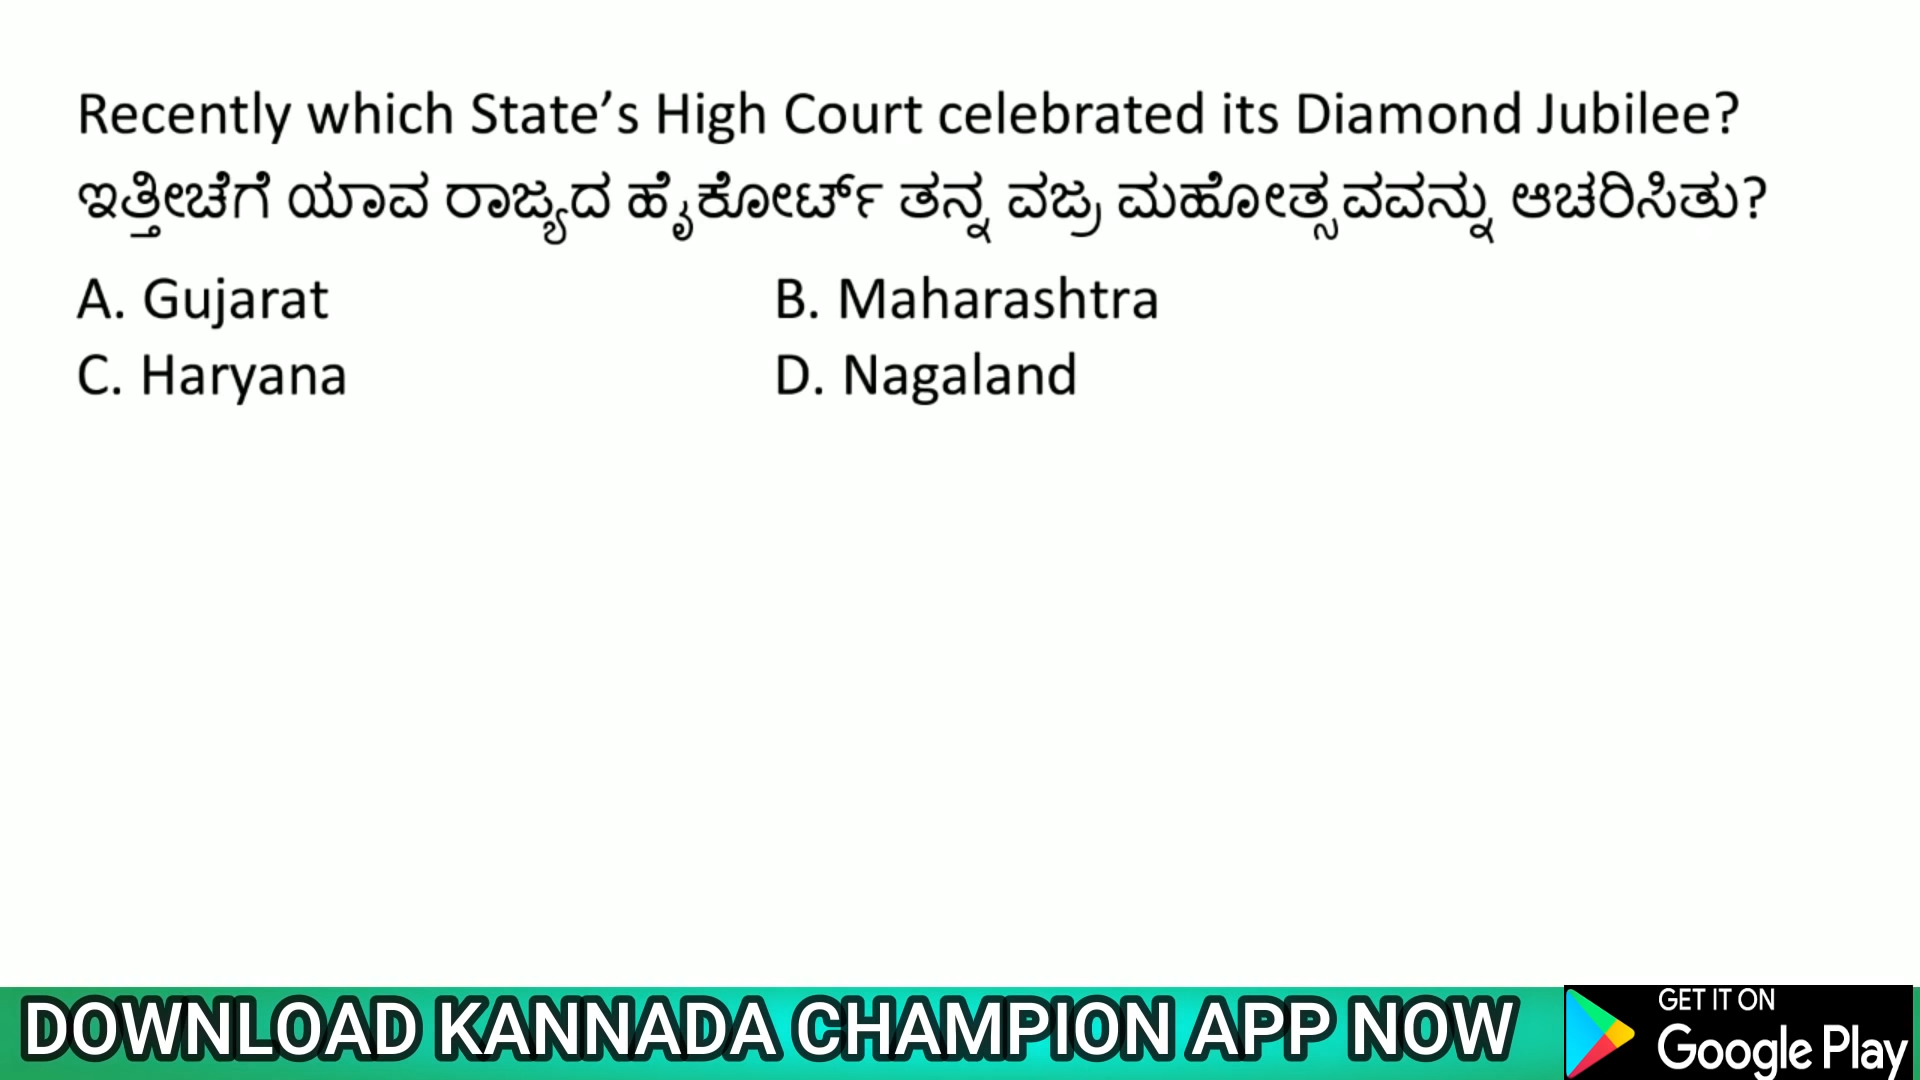 Recently which State’s High Court celebrated its Diamond Jubilee?
ಇತ್ತೀಚೆಗೆ ಯಾವ ರಾಜ್ಯದ ಹೈಕೋರ್ಟ್ ತನ್ನ ವಜ್ರ ಮಹೋತ್ಸವವನ್ನು ಆಚರಿಸಿತು?
A. Gujarat B. Maharashtra
C. Haryana D. Nagaland
DOWNLOAD KANNADA CHAMPION APP NOW
GET IT ON
Google Play